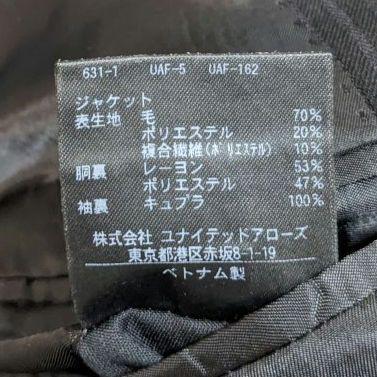 631-1 UAF-5 UAF-162
ジャケット
表生地 毛 70%
ポリエステル 20%
複合繊維(ポリエステル) 10%
胴裏 レーヨン 53%
ポリエステル 47%
袖裏 キュプラ 100%
株式会社 ユナイテッドアローズ
東京都港区赤坂8-1-19
ベトナム製